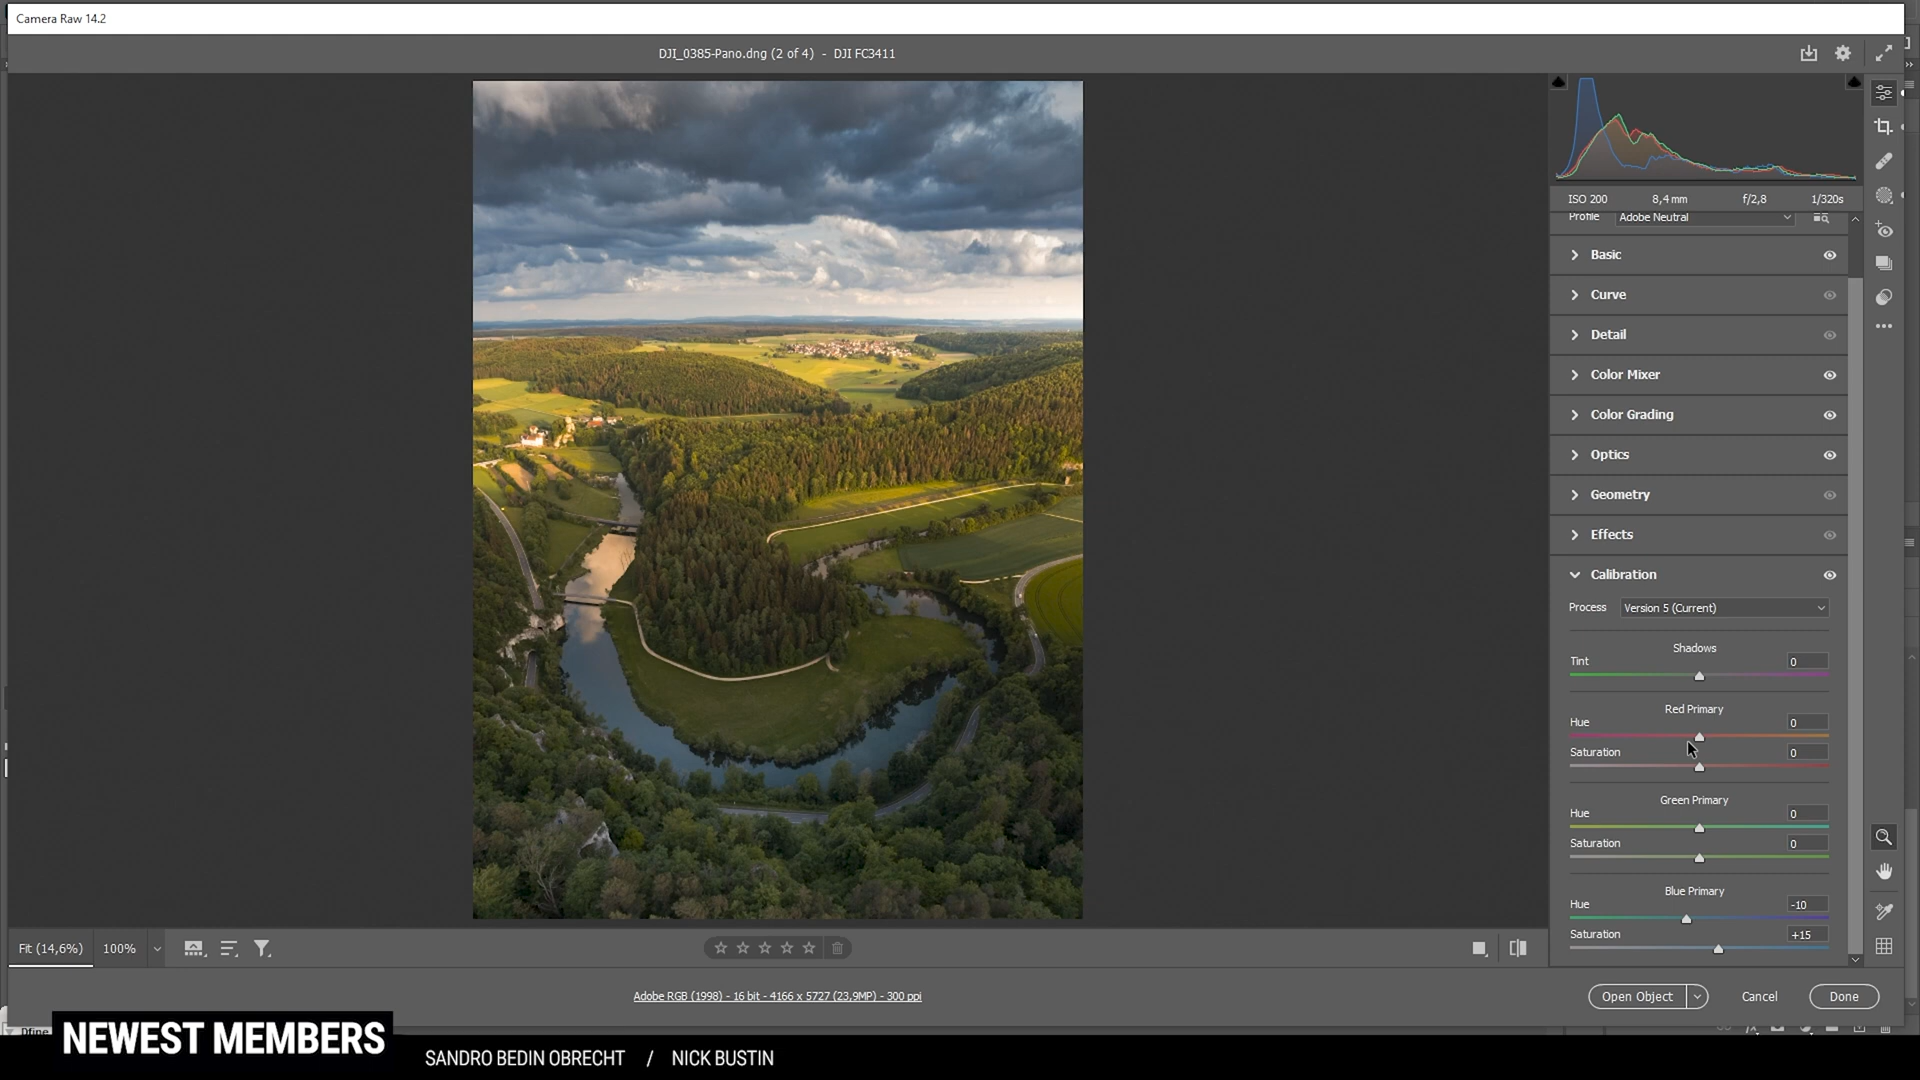 Camera Raw 14.2
DJI_0385-Pano.dng (2 of 4) - DJI FC3411
ISO 200 8,4 mm f/2,8 1/320s
Profile Adobe Neutral
Basic
Curve
Detail
Color Mixer
Color Grading
Optics
Geometry
Effects
Calibration
Process Version 5 (Current)
Shadows
Tint 0
Red Primary
Hue 0
Saturation 0
Green Primary
Hue 0
Saturation 0
Blue Primary
Hue -10
Saturation +15
Fit (14,6%) 100%
Adobe RGB (1998) - 16 bit - 4166 x 5727 (23,9MP) - 300 ppi
Open Object Cancel Done
Dfine
NEWEST MEMBERS
SANDRO BEDIN OBRECHT / NICK BUSTIN